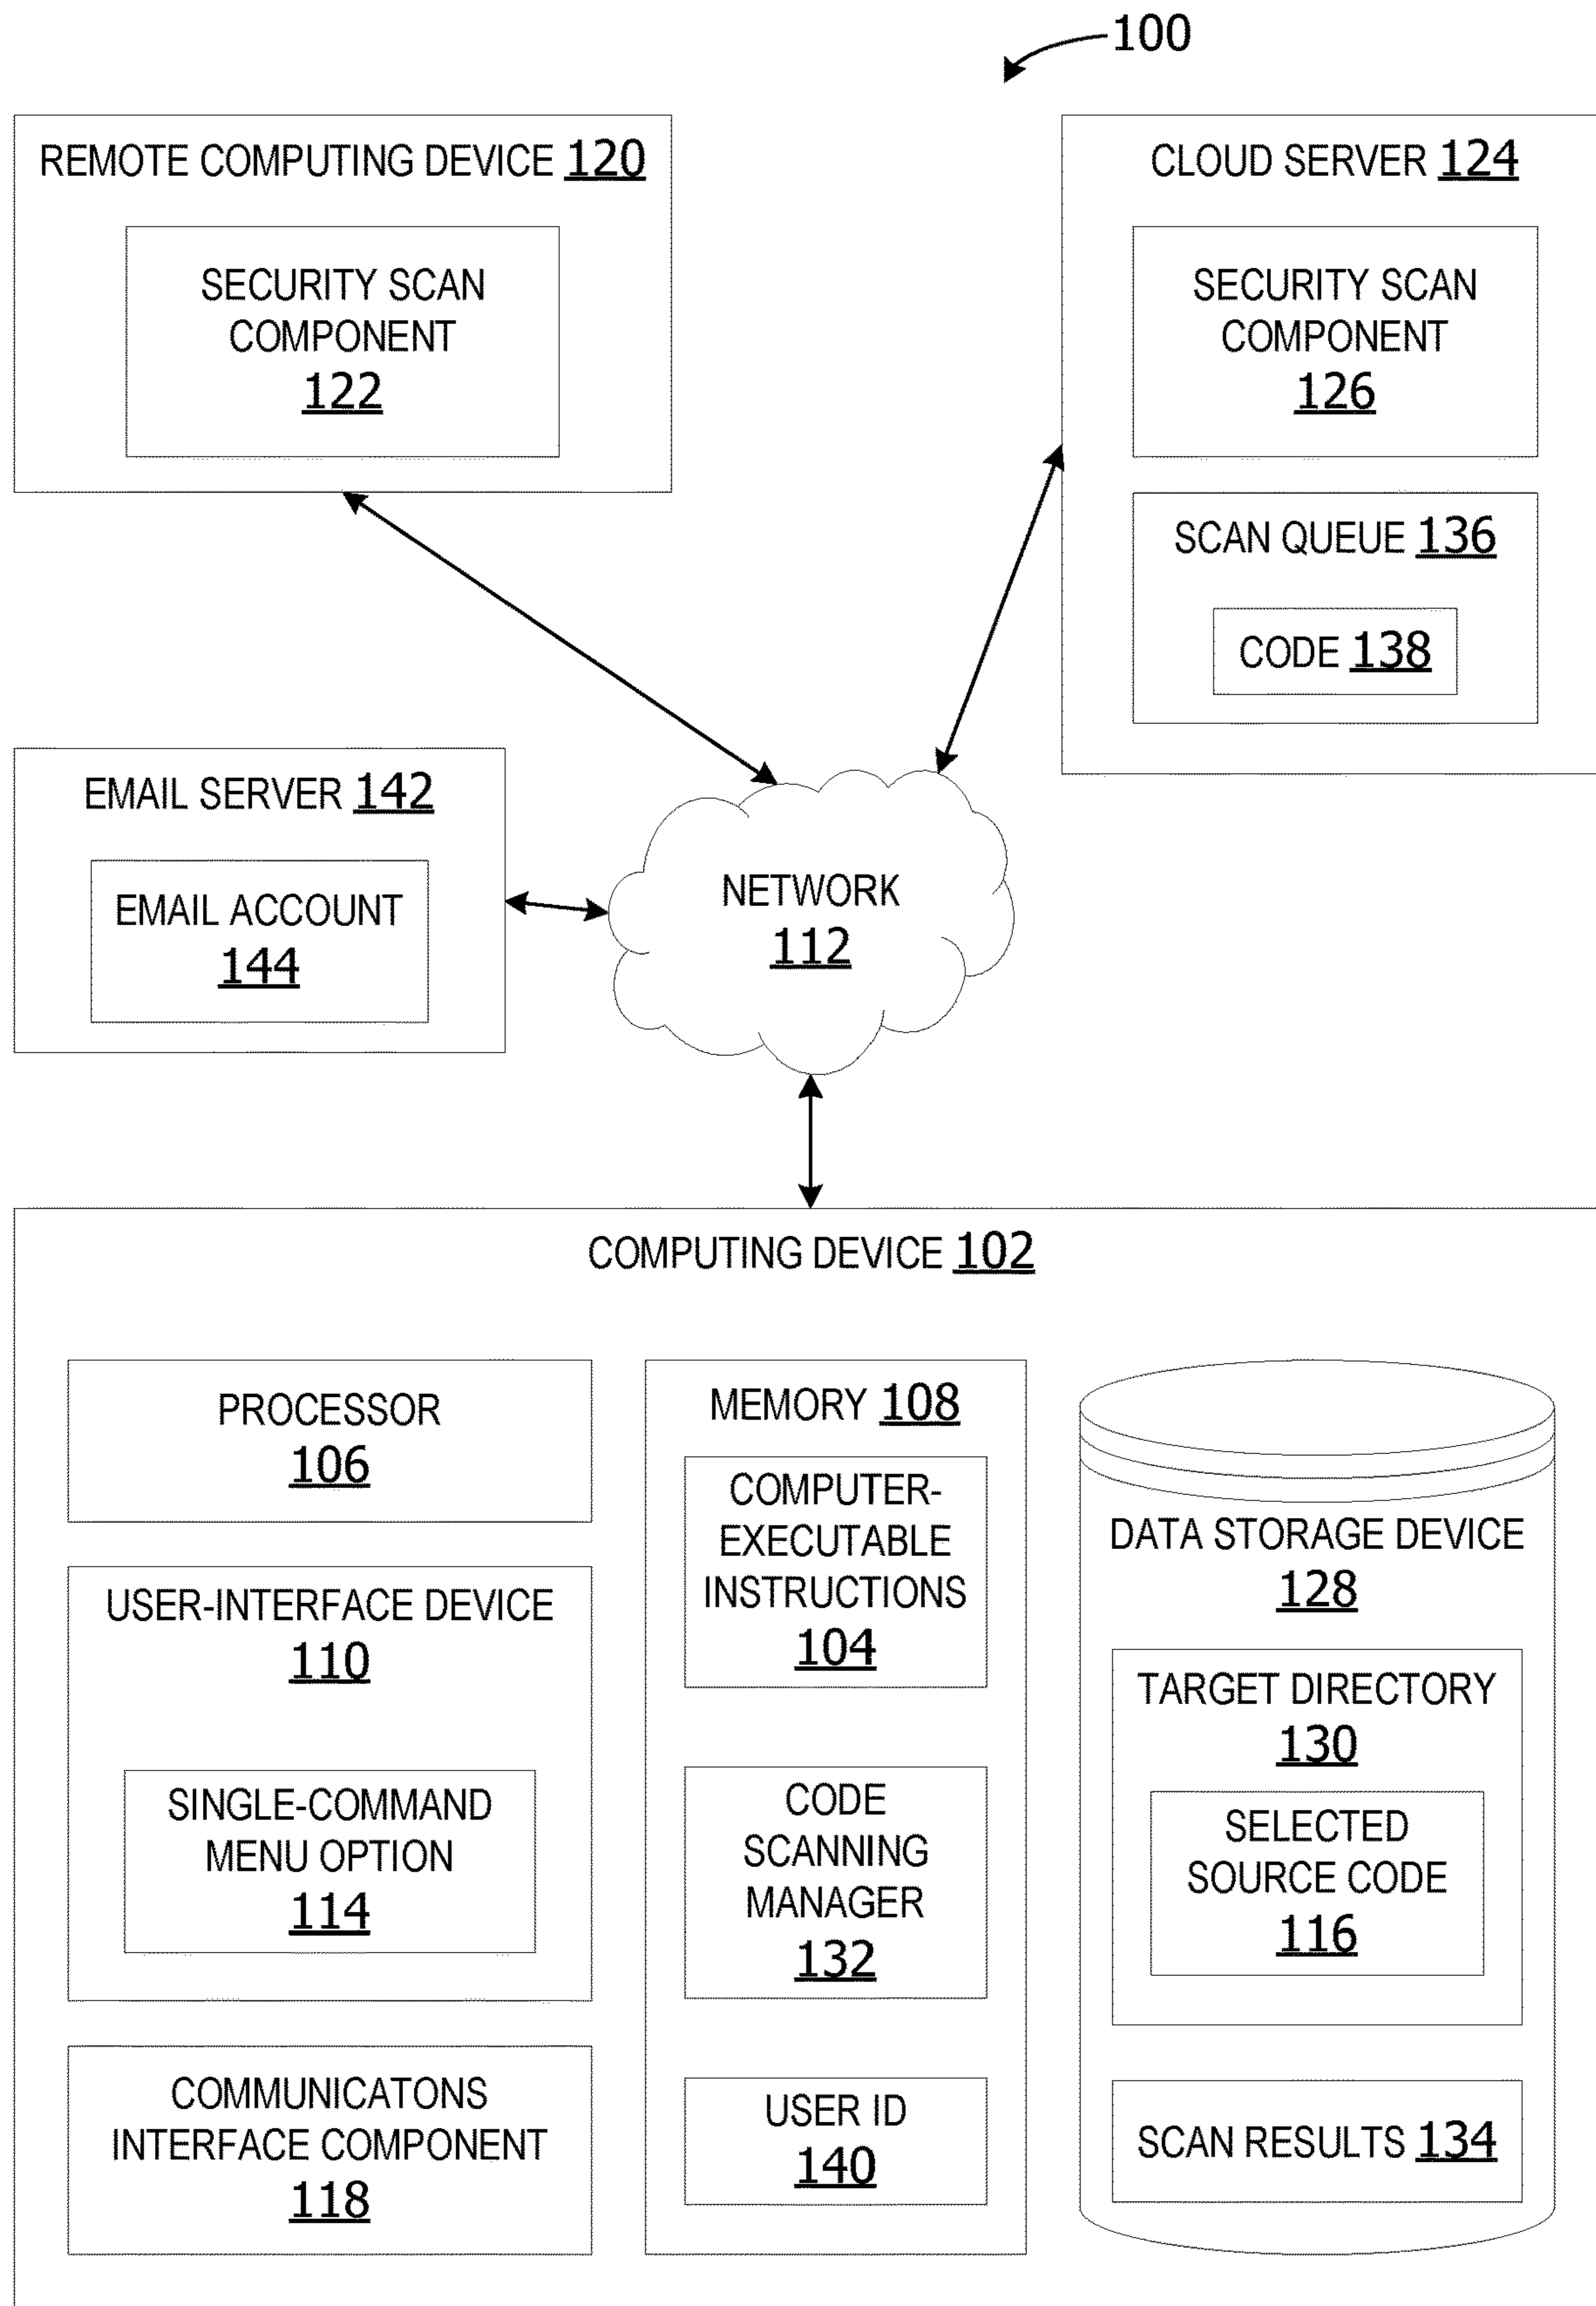 100
REMOTE COMPUTING DEVICE 120
SECURITY SCAN
COMPONENT
122
CLOUD SERVER 124
SECURITY SCAN
COMPONENT
126
SCAN QUEUE 136
CODE 138
EMAIL SERVER 142
EMAIL ACCOUNT
144
NETWORK
112
COMPUTING DEVICE 102
PROCESSOR
106
USER-INTERFACE DEVICE
110
SINGLE-COMMAND
MENU OPTION
114
COMMUNICATONS
INTERFACE COMPONENT
118
MEMORY 108
COMPUTER-
EXECUTABLE
INSTRUCTIONS
104
CODE
SCANNING
MANAGER
132
USER ID
140
DATA STORAGE DEVICE
128
TARGET DIRECTORY
130
SELECTED
SOURCE CODE
116
SCAN RESULTS 134